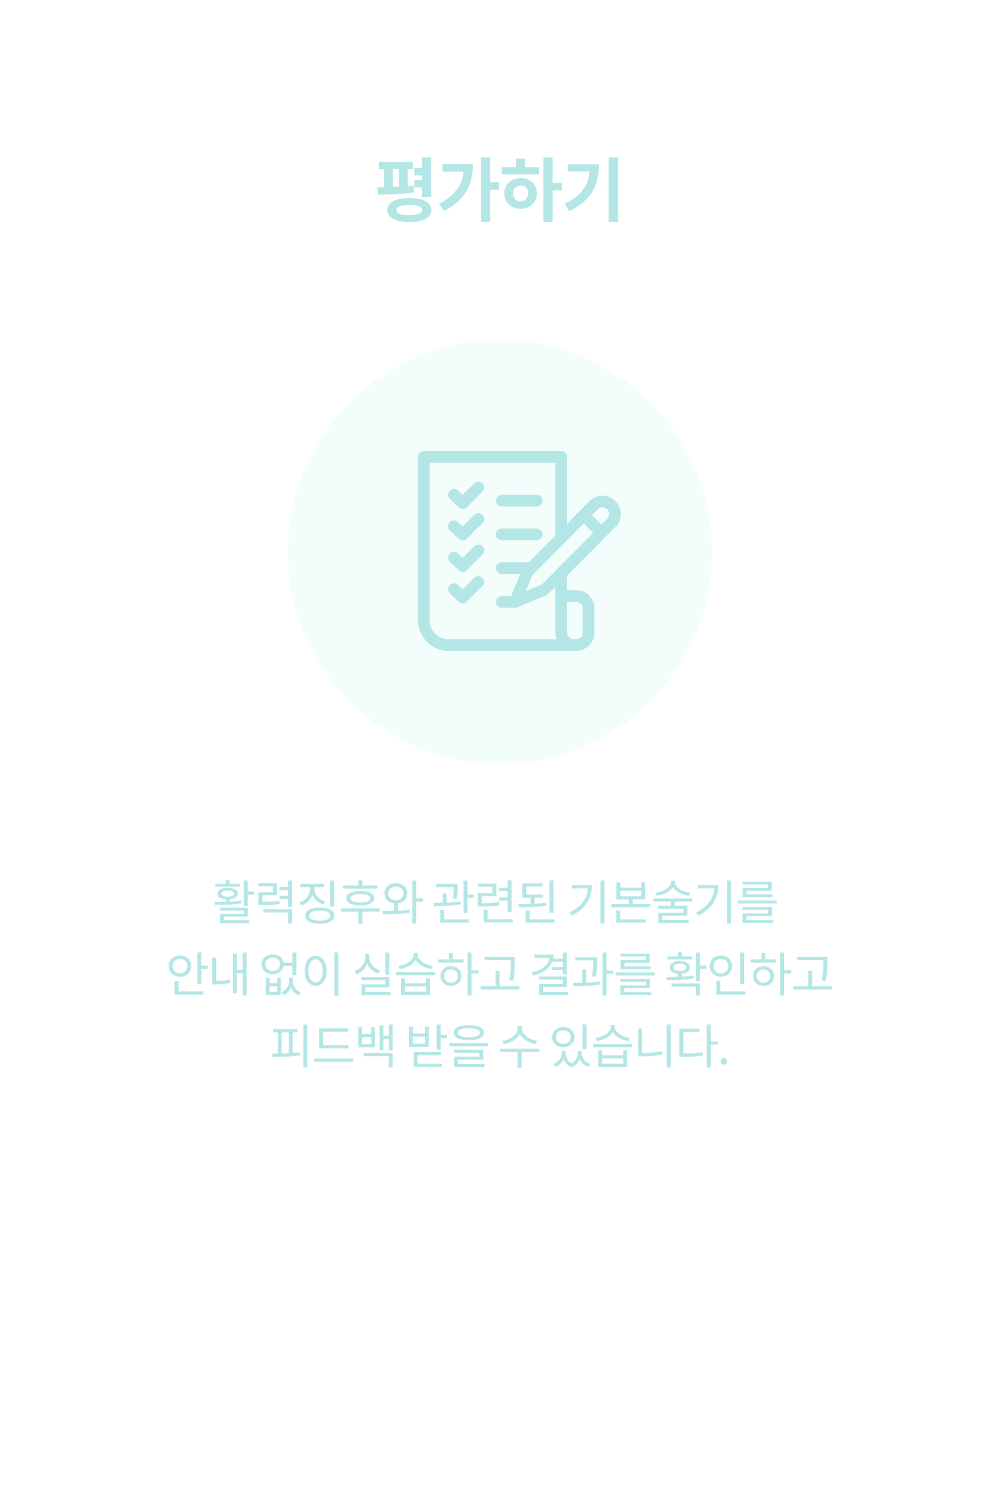 평가하기
활력징후와 관련된 기본술기를
안내 없이 실습하고 결과를 확인하고
피드백 받을 수 있습니다.